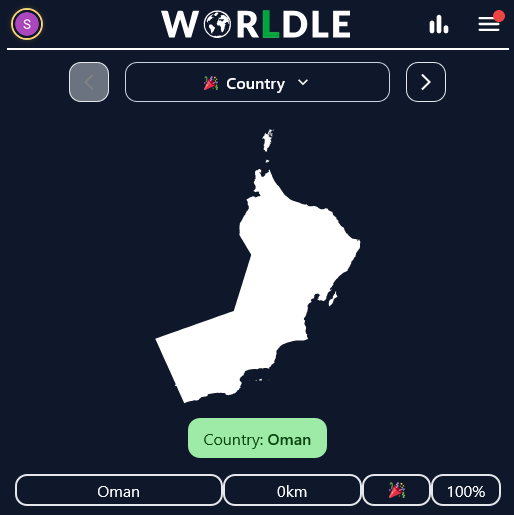 S
WORLDLE
🎉 Country
Country: Oman
Oman 0km 🎉 100%